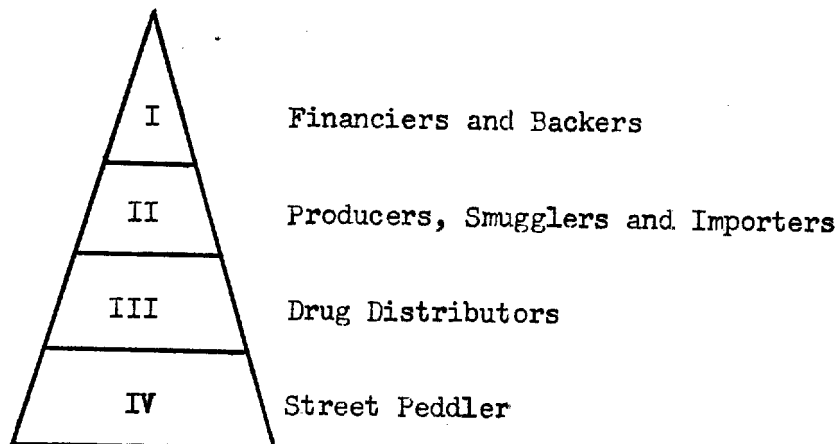 I Financiers and Backers
II Producers, Smugglers and Importers
III Drug Distributors
IV Street Peddler